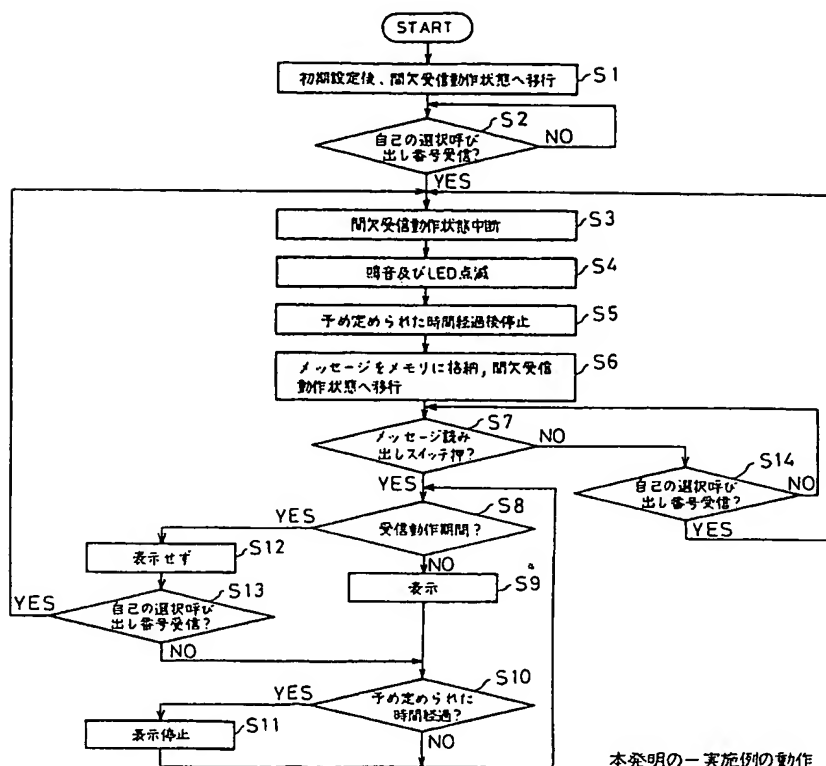 START
初期設定後、間欠受信動作状態へ移行
S1
S2
自己の選択呼び
出し番号受信?
NO
YES
間欠受信動作状態中断
S3
鳴音及びLED点滅
S4
予め定められた時間経過後停止
S5
メッセージをメモリに格納,間欠受信
動作状態へ移行
S6
S7
メッセージ読み
出しスイッチ押?
NO
YES
S14
自己の選択呼び
出し番号受信?
NO
YES
S8
受信動作期間?
YES
NO
表示せず
S12
表示
S9
S13
自己の選択呼び
出し番号受信?
YES
NO
S10
予め定められた
時間経過?
YES
NO
表示停止
S11
本発明の一実施例の動作